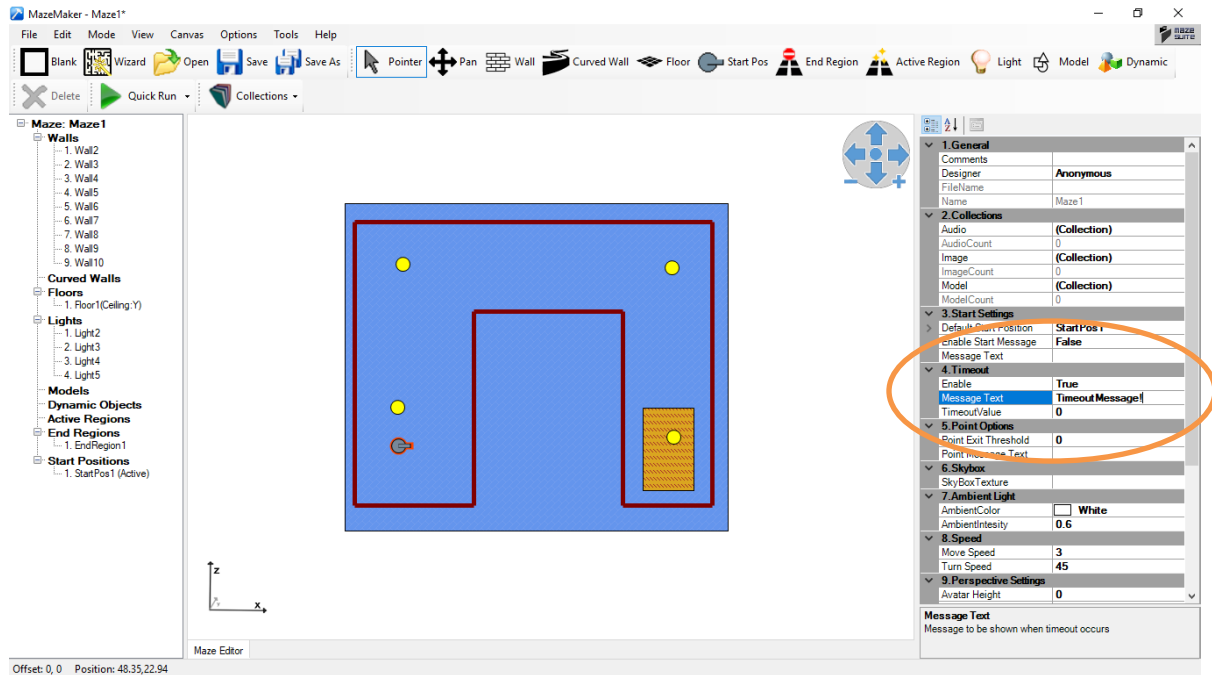 MazeMaker - Maze1*
File Edit Mode View Canvas Options Tools Help
maze suite
Blank Wizard Open Save Save As Pointer Pan Wall Curved Wall Floor Start Pos End Region Active Region Light Model Dynamic
Delete Quick Run Collections
Maze: Maze1
Walls
1. Wall2
2. Wall3
3. Wall4
4. Wall5
5. Wall6
6. Wall7
7. Wall8
8. Wall9
9. Wall10
Curved Walls
Floors
1. Floor1(Ceiling:Y)
Lights
1. Light2
2. Light3
3. Light4
4. Light5
Models
Dynamic Objects
Active Regions
End Regions
1. EndRegion1
Start Positions
1. StartPos1 (Active)
z
Y
x
Maze Editor
1.General
Comments
Designer Anonymous
FileName
Name Maze1
2.Collections
Audio (Collection)
AudioCount 0
Image (Collection)
ImageCount 0
Model (Collection)
ModelCount 0
3.Start Settings
Default Start Position StartPos1
Enable Start Message False
Message Text
4.Timeout
Enable True
Message Text TimeoutMessage!
TimeoutValue 0
5.Point Options
Point Exit Threshold 0
Point Message Text
6.Skybox
SkyBoxTexture
7.Ambient Light
AmbientColor White
AmbientIntesity 0.6
8.Speed
Move Speed 3
Turn Speed 45
9.Perspective Settings
Avatar Height 0
Message Text
Message to be shown when timeout occurs
Offset: 0, 0 Position: 48.35,22.94